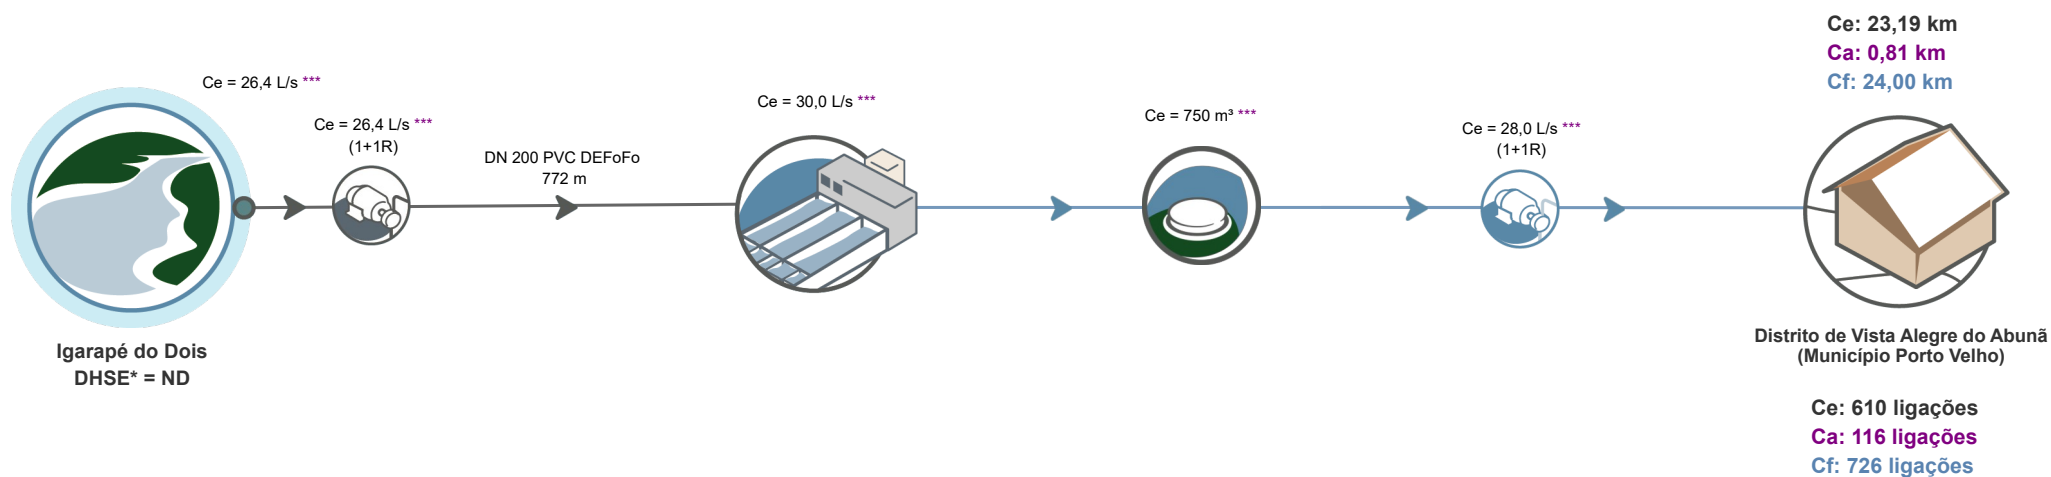 Ce: 23,19 km
Ca: 0,81 km
Cf: 24,00 km
Ce = 26,4 L/s ***
Ce = 26,4 L/s ***
(1+1R)
DN 200 PVC DEFoFo
772 m
Ce = 30,0 L/s ***
Ce = 750 m³ ***
Ce = 28,0 L/s ***
(1+1R)
Igarapé do Dois
DHSE* = ND
Distrito de Vista Alegre do Abunã
(Município Porto Velho)
Ce: 610 ligações
Ca: 116 ligações
Cf: 726 ligações